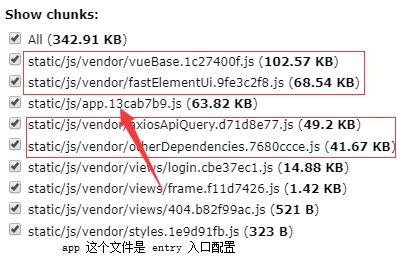 Show chunks:
All (342.91 KB)
static/js/vendor/vueBase.1c27400f.js (102.57 KB)
static/js/vendor/fastElementUi.9fe3c2f8.js (68.54 KB)
static/js/app.13cab7b9.js (63.82 KB)
static/js/vendor/axiosApiQuery.d71d8e77.js (49.2 KB)
static/js/vendor/otherDependencies.7680ccce.js (41.67 KB)
static/js/vendor/views/login.cbe37ec1.js (14.88 KB)
static/js/vendor/views/frame.f11d7426.js (1.42 KB)
static/js/vendor/views/404.b82f99ac.js (521 B)
static/js/vendor/styles.1e9d91fb.js (323 B)
app 这个文件是 entry 入口配置